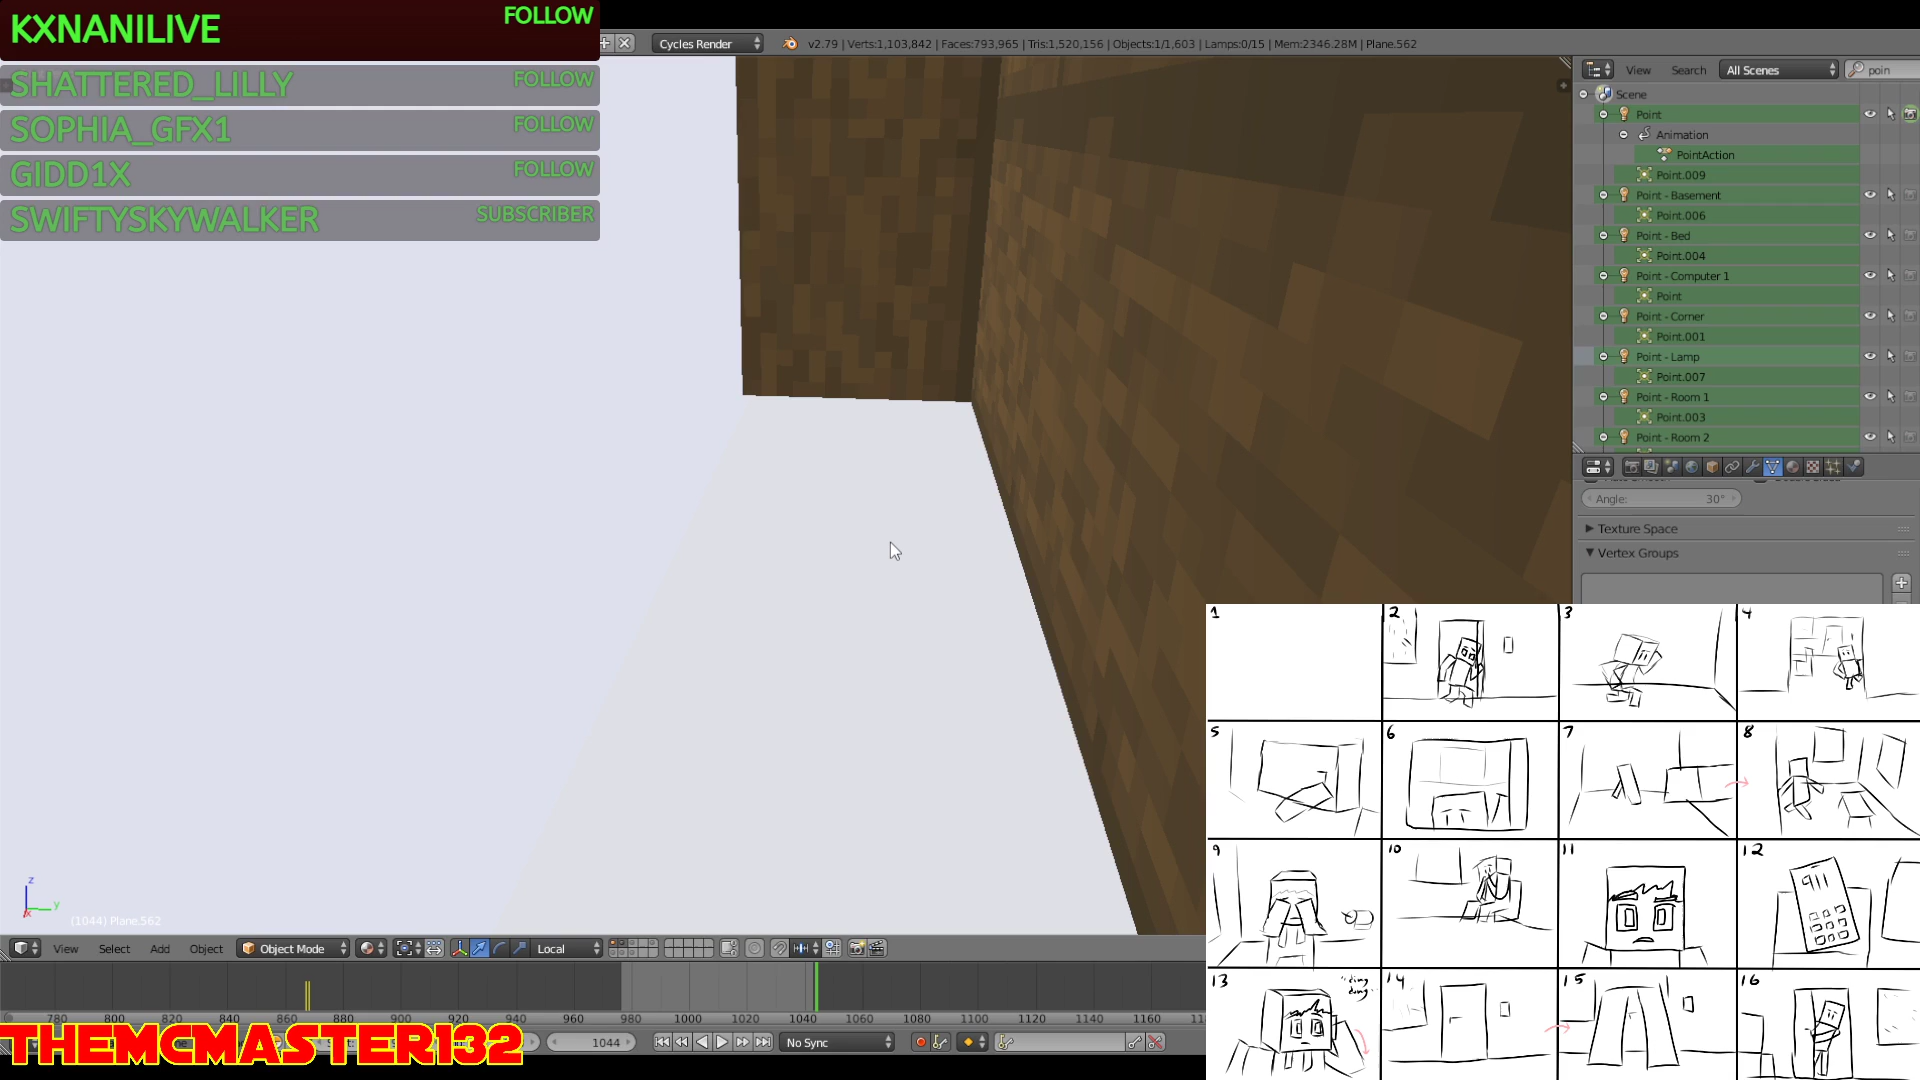 KXNANILIVE FOLLOW
SHATTERED_LILLY FOLLOW
SOPHIA_GFX1 FOLLOW
GIDD1X FOLLOW
SWIFTYSKYWALKER SUBSCRIBER
Cycles Render v2.79 | Verts:1,103,842 | Faces:793,965 | Tris:1,520,156 | Objects:1/1,603 | Lamps:0/15 | Mem:2346.28M | Plane.562
View Search All Scenes poin
Scene
Point
Animation
PointAction
Point.009
Point - Basement
Point.006
Point - Bed
Point.004
Point - Computer 1
Point
Point - Corner
Point.001
Point - Lamp
Point.007
Point - Room 1
Point.003
Point - Room 2
Angle: 30°
Texture Space
Vertex Groups
z
y
x
(1044) Plane.562
View Select Add Object Object Mode Local
780 800 820 840 860 880 900 920 940 960 980 1000 1020 1040 1060 1080 1100 1120 1140 1160 1180
1044 No Sync
THEMCMASTER132
1 2 3 4
5 6 7 8
9 10 11 12
911
13 14 15 16
"ding
dong"